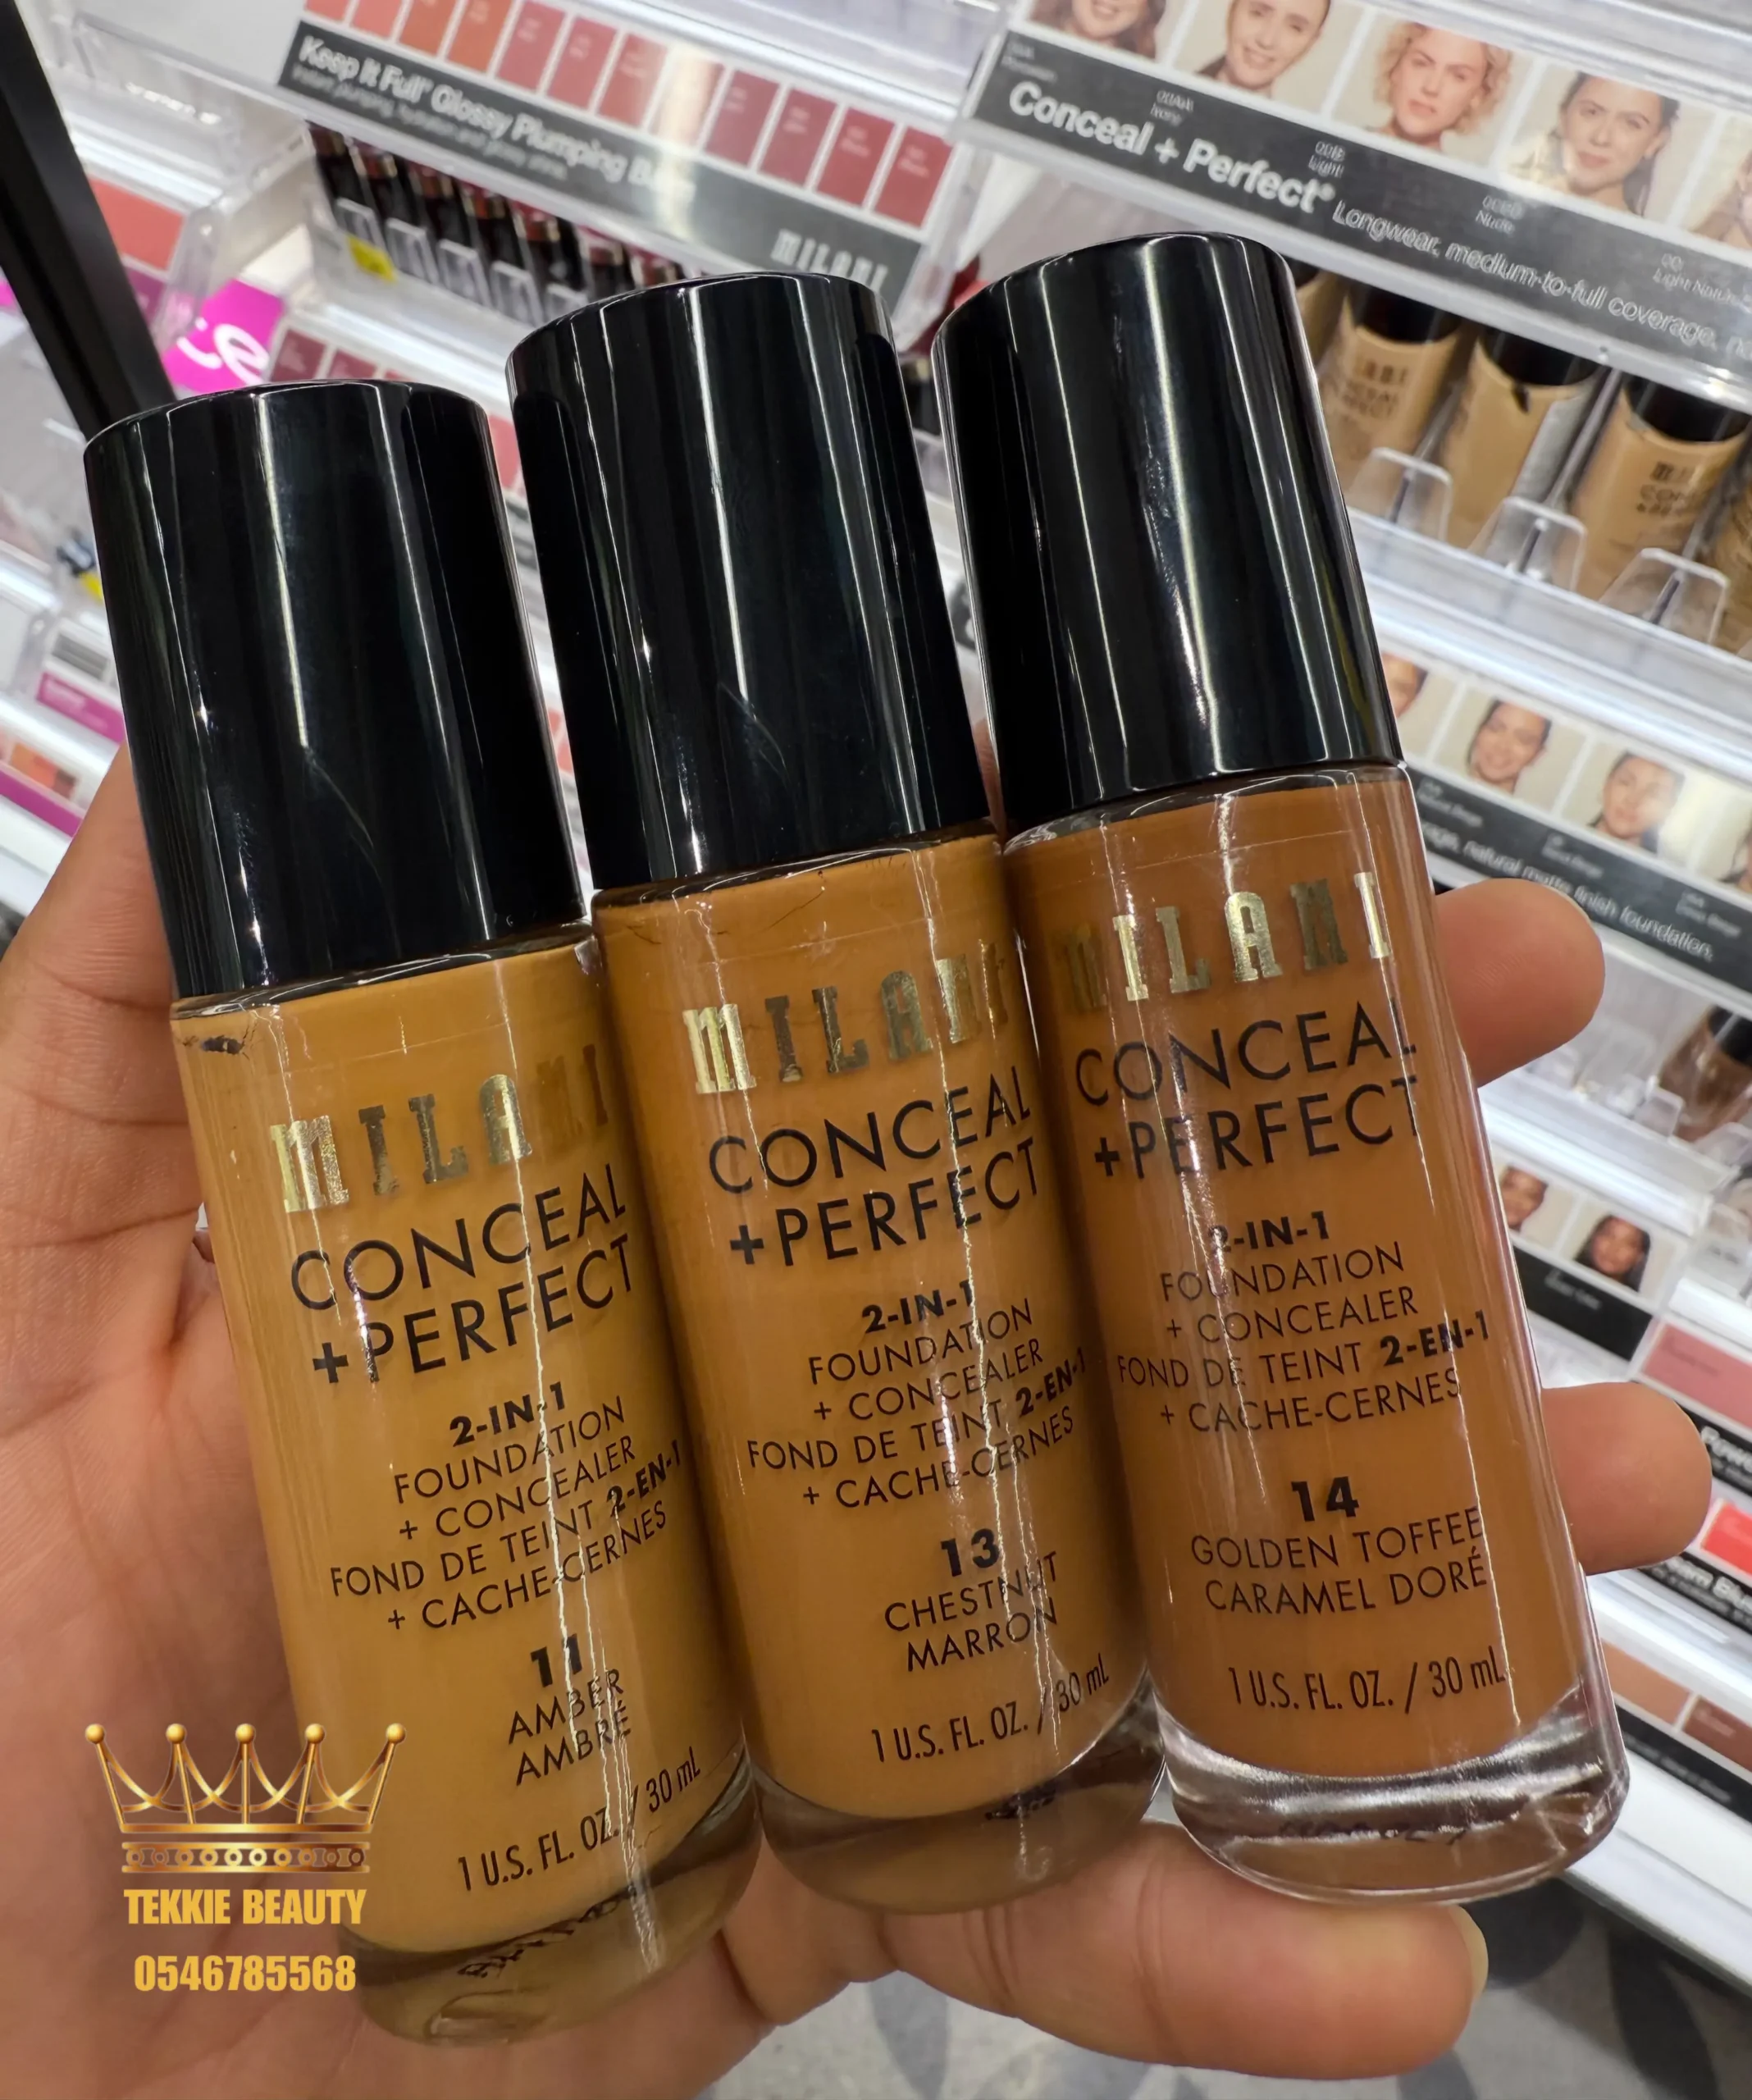 Keep It Full Glossy Plumping
MILANI
Conceal + Perfect®
Longwear, medium-to-full coverage,
natural matte finish foundation.
MILANI
CONCEAL
+PERFECT
2-IN-1
FOUNDATION
+ CONCEALER
FOND DE TEINT 2-EN-1
+ CACHE-CERNES
11
AMBER
AMBRÉ
1 U.S. FL. OZ. / 30 mL
MILANI
CONCEAL
+PERFECT
2-IN-1
FOUNDATION
+ CONCEALER
FOND DE TEINT 2-EN-1
+ CACHE-CERNES
13
CHESTNUT
MARRON
1 U.S. FL. OZ. / 30 mL
MILANI
CONCEAL
+PERFECT
2-IN-1
FOUNDATION
+ CONCEALER
FOND DE TEINT 2-EN-1
+ CACHE-CERNES
14
GOLDEN TOFFEE
CARAMEL DORÉ
1 U.S. FL. OZ. / 30 mL
TEKKIE BEAUTY
0546785568